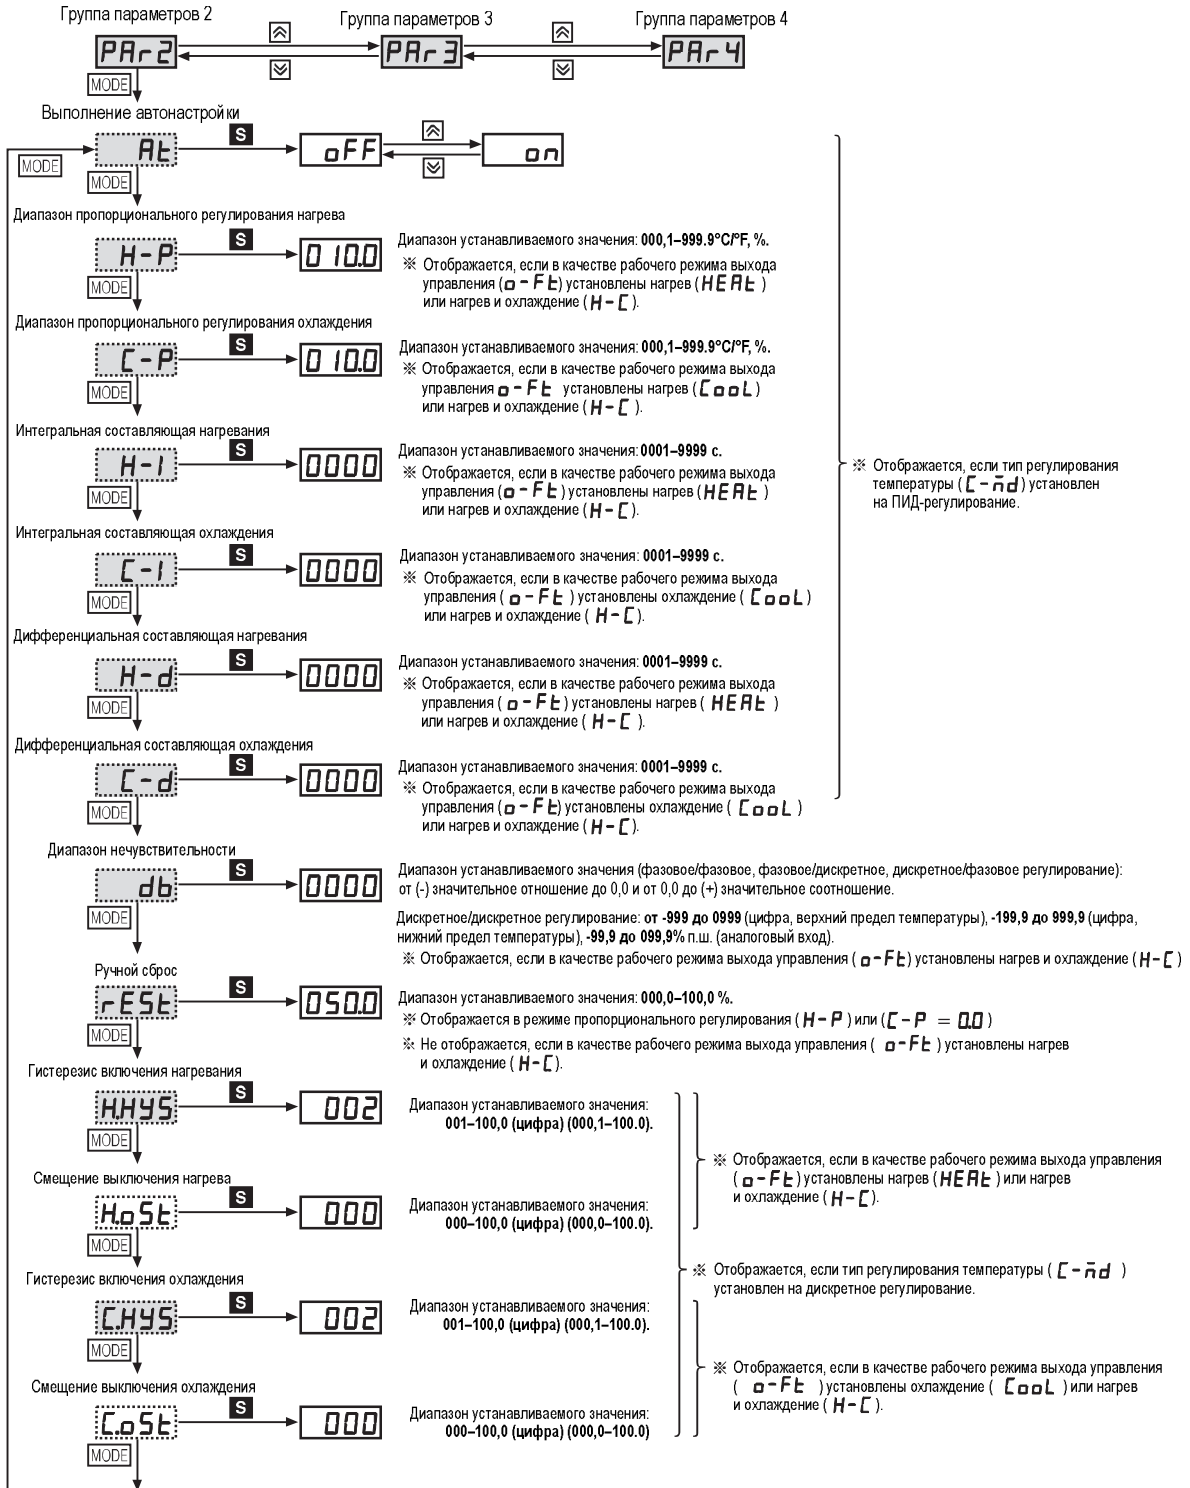 Группа параметров 2
Группа параметров 3
Группа параметров 4
PAr2
PAr3
PAr4
MODE
Выполнение автонастройки
At
S
oFF
on
MODE
MODE
Диапазон пропорционального регулирования нагрева
H-P
S
010.0
Диапазон устанавливаемого значения: 000,1–999.9°C/°F, %.
※ Отображается, если в качестве рабочего режима выхода
управления (o-Ft) установлены нагрев (HEAt)
или нагрев и охлаждение (H-C).
MODE
Диапазон пропорционального регулирования охлаждения
C-P
S
010.0
Диапазон устанавливаемого значения: 000,1–999.9°C/°F, %.
※ Отображается, если в качестве рабочего режима выхода
управления o-Ft установлены нагрев (CooL)
или нагрев и охлаждение (H-C).
MODE
Интегральная составляющая нагревания
H-I
S
0000
Диапазон устанавливаемого значения: 0001–9999 с.
※ Отображается, если в качестве рабочего режима выхода
управления (o-Ft) установлены нагрев (HEAt)
или нагрев и охлаждение (H-C).
※ Отображается, если тип регулирования
температуры (C-md) установлен
на ПИД-регулирование.
MODE
Интегральная составляющая охлаждения
C-I
S
0000
Диапазон устанавливаемого значения: 0001–9999 с.
※ Отображается, если в качестве рабочего режима выхода
управления (o-Ft) установлены охлаждение (CooL)
или нагрев и охлаждение (H-C).
MODE
Дифференциальная составляющая нагревания
H-d
S
0000
Диапазон устанавливаемого значения: 0001–9999 с.
※ Отображается, если в качестве рабочего режима выхода
управления (o-Ft) установлены нагрев (HEAt)
или нагрев и охлаждение (H-C).
MODE
Дифференциальная составляющая охлаждения
C-d
S
0000
Диапазон устанавливаемого значения: 0001–9999 с.
※ Отображается, если в качестве рабочего режима выхода
управления (o-Ft) установлены охлаждение (CooL)
или нагрев и охлаждение (H-C).
MODE
Диапазон нечувствительности
db
S
0000
Диапазон устанавливаемого значения (фазовое/фазовое, фазовое/дискретное, дискретное/фазовое регулирование):
от (-) значительное отношение до 0,0 и от 0,0 до (+) значительное соотношение.
Дискретное/дискретное регулирование: от -999 до 0999 (цифра, верхний предел температуры), -199,9 до 999,9 (цифра,
нижний предел температуры), -99,9 до 099,9% п.ш. (аналоговый вход).
※ Отображается, если в качестве рабочего режима выхода управления (o-Ft) установлены нагрев и охлаждение (H-C)
MODE
Ручной сброс
rESt
S
050.0
Диапазон устанавливаемого значения: 000,0–100,0 %.
※ Отображается в режиме пропорционального регулирования (H-P) или (C-P = 0.0)
※ Не отображается, если в качестве рабочего режима выхода управления (o-Ft) установлены нагрев
и охлаждение (H-C).
MODE
Гистерезис включения нагревания
H.HYS
S
002
Диапазон устанавливаемого значения:
001–100,0 (цифра) (000,1–100.0).
MODE
※ Отображается, если в качестве рабочего режима выхода управления
(o-Ft) установлены нагрев (HEAt) или нагрев
и охлаждение (H-C).
Смещение выключения нагрева
H.oSt
S
000
Диапазон устанавливаемого значения:
000–100,0 (цифра) (000,0–100.0).
MODE
※ Отображается, если тип регулирования температуры (C-md)
установлен на дискретное регулирование.
Гистерезис включения охлаждения
C.HYS
S
002
Диапазон устанавливаемого значения:
001–100,0 (цифра) (000,1–100.0).
MODE
※ Отображается, если в качестве рабочего режима выхода управления
(o-Ft) установлены охлаждение (CooL) или нагрев
и охлаждение (H-C).
Смещение выключения охлаждения
C.oSt
S
000
Диапазон устанавливаемого значения:
000–100,0 (цифра) (000,0–100.0)
MODE